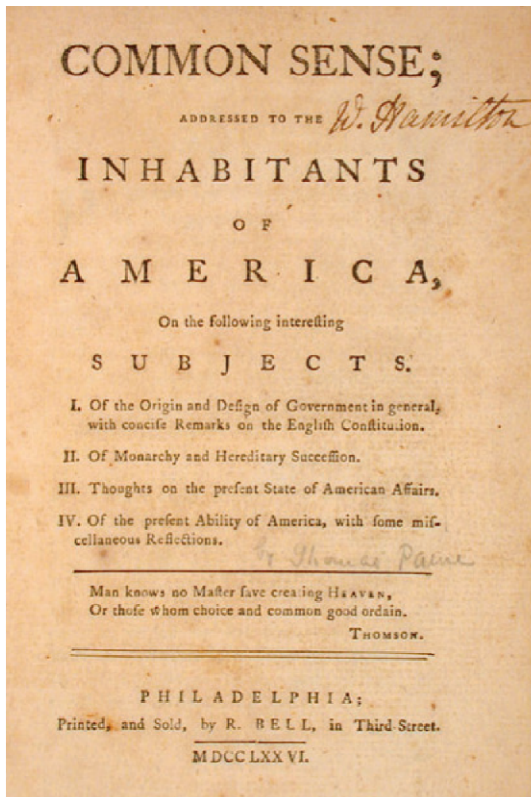 COMMON SENSE;
ADDRESSED TO THE W. Hamilton
INHABITANTS
OF
AMERICA,
On the following intereſting
SUBJECTS.
I. Of the Origin and Deſign of Government in general,
with conciſe Remarks on the Engliſh Conſtitution.
II. Of Monarchy and Hereditary Succeſſion.
III. Thoughts on the preſent State of American Affairs.
IV. Of the preſent Ability of America, with ſome miſ-
cellaneous Reflections.
by Thomas Paine
Man knows no Maſter ſave creating HEAVEN,
Or thoſe whom choice and common good ordain.
THOMSON.
PHILADELPHIA;
Printed, and Sold, by R. BELL, in Third-Street.
MDCCLXXVI.